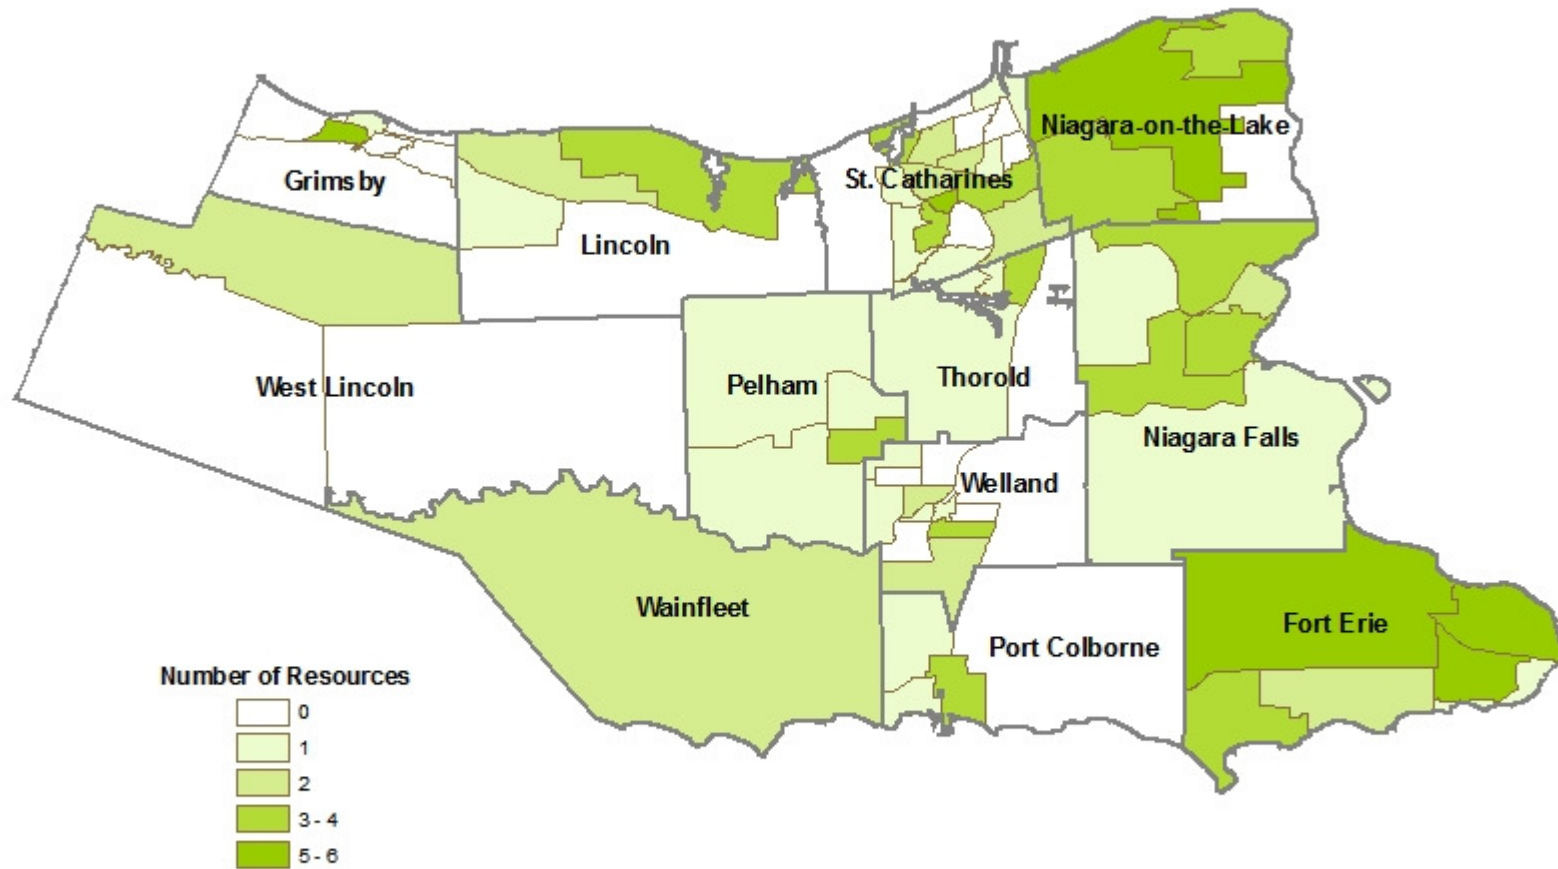 Niagara-on-the-Lake
Grimsby
St. Catharines
Lincoln
West Lincoln
Pelham
Thorold
Niagara Falls
Welland
Wainfleet
Port Colborne
Fort Erie
Number of Resources
0
1
2
3 - 4
5 - 6